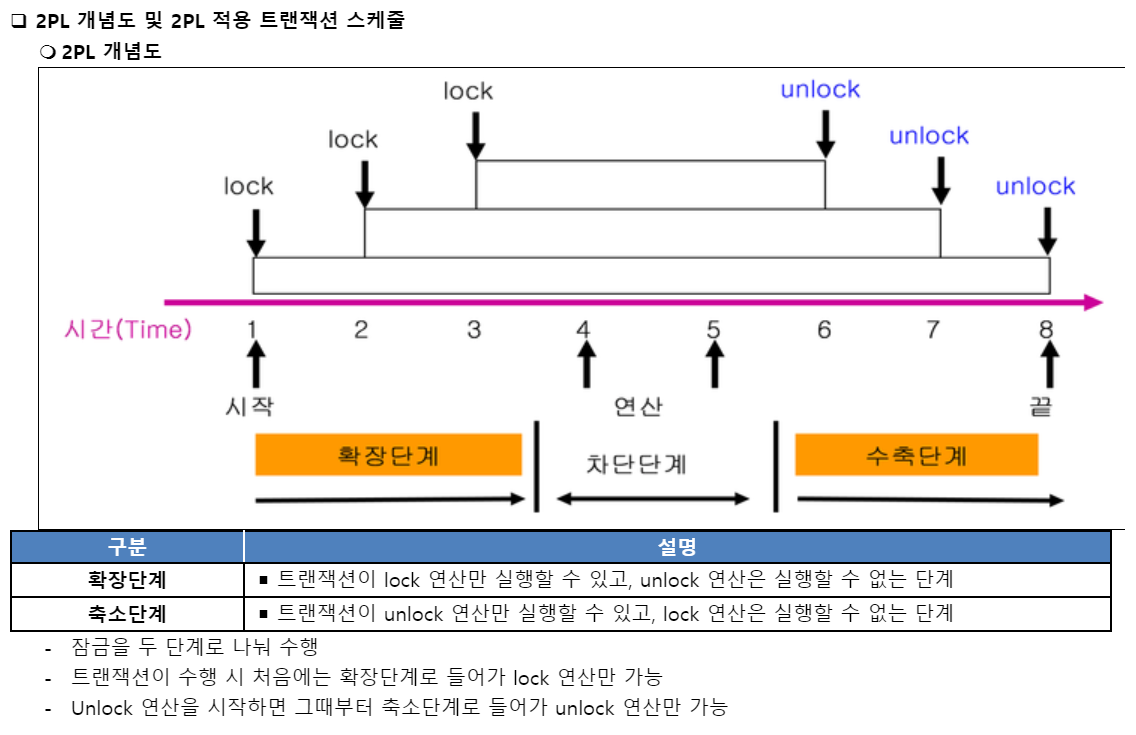 ❑ 2PL 개념도 및 2PL 적용 트랜잭션 스케줄
❍ 2PL 개념도
lock
unlock
lock
unlock
lock
unlock
시간(Time) 1 2 3 4 5 6 7 8
시작 연산 끝
확장단계 차단단계 수축단계
구분 설명
확장단계 ▪ 트랜잭션이 lock 연산만 실행할 수 있고, unlock 연산은 실행할 수 없는 단계
축소단계 ▪ 트랜잭션이 unlock 연산만 실행할 수 있고, lock 연산은 실행할 수 없는 단계
- 잠금을 두 단계로 나눠 수행
- 트랜잭션이 수행 시 처음에는 확장단계로 들어가 lock 연산만 가능
- Unlock 연산을 시작하면 그때부터 축소단계로 들어가 unlock 연산만 가능